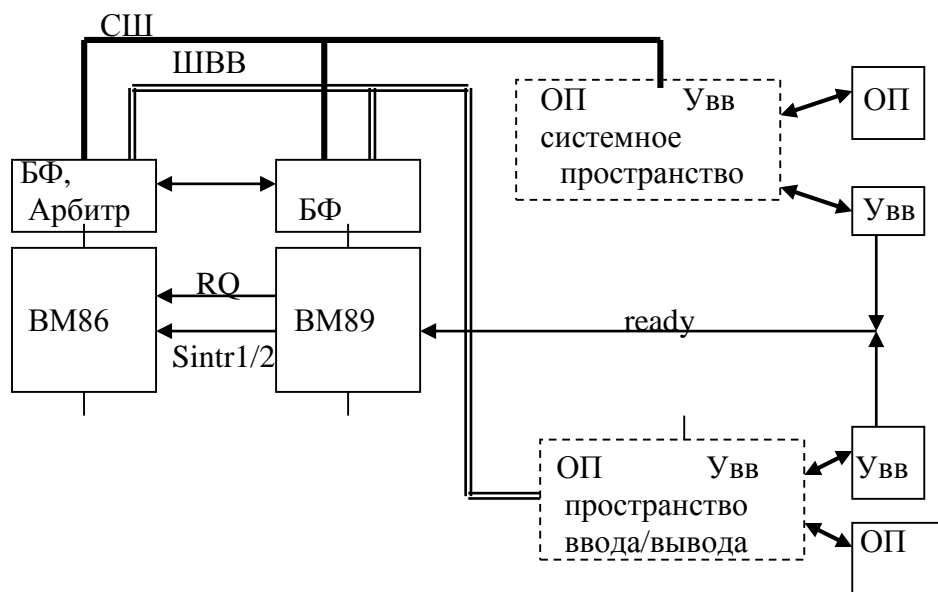 СШ
ШВВ
ОП Увв
системное
пространство
ОП
Увв
БФ,
Арбитр
БФ
RQ
ВМ86
ВМ89
Sintr1/2
ready
ОП Увв
пространство
ввода/вывода
Увв
ОП